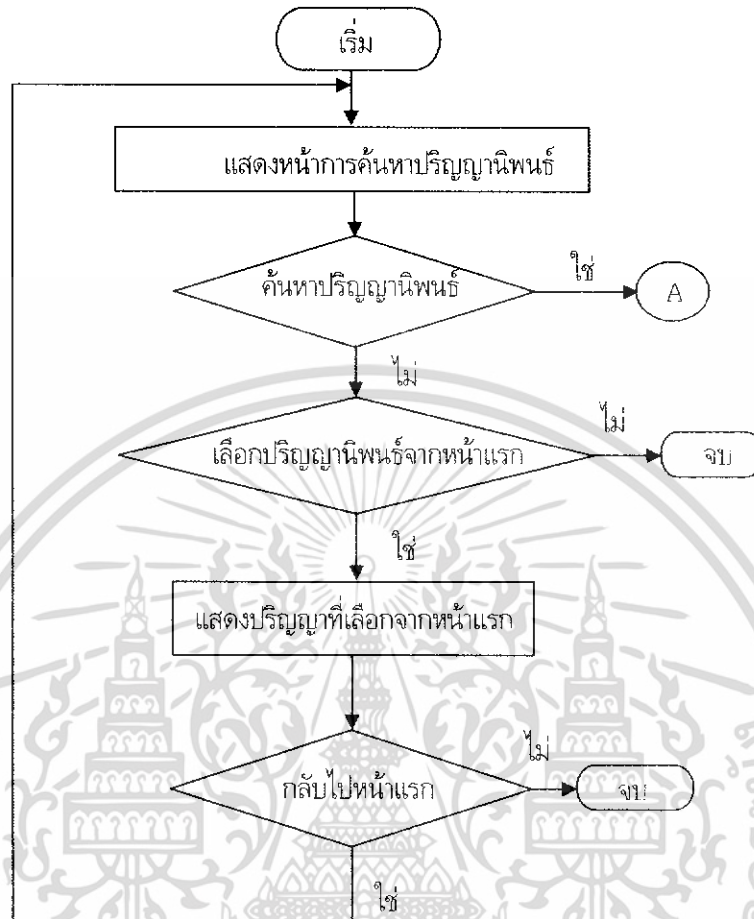 เริ่ม
แสดงหน้าการค้นหาปริญญานิพนธ์
ค้นหาปริญญานิพนธ์
ใช่
A
ไม่
เลือกปริญญานิพนธ์จากหน้าแรก
ไม่
จบ
ใช่
แสดงปริญญาที่เลือกจากหน้าแรก
กลับไปหน้าแรก
ไม่
จบ
ใช่